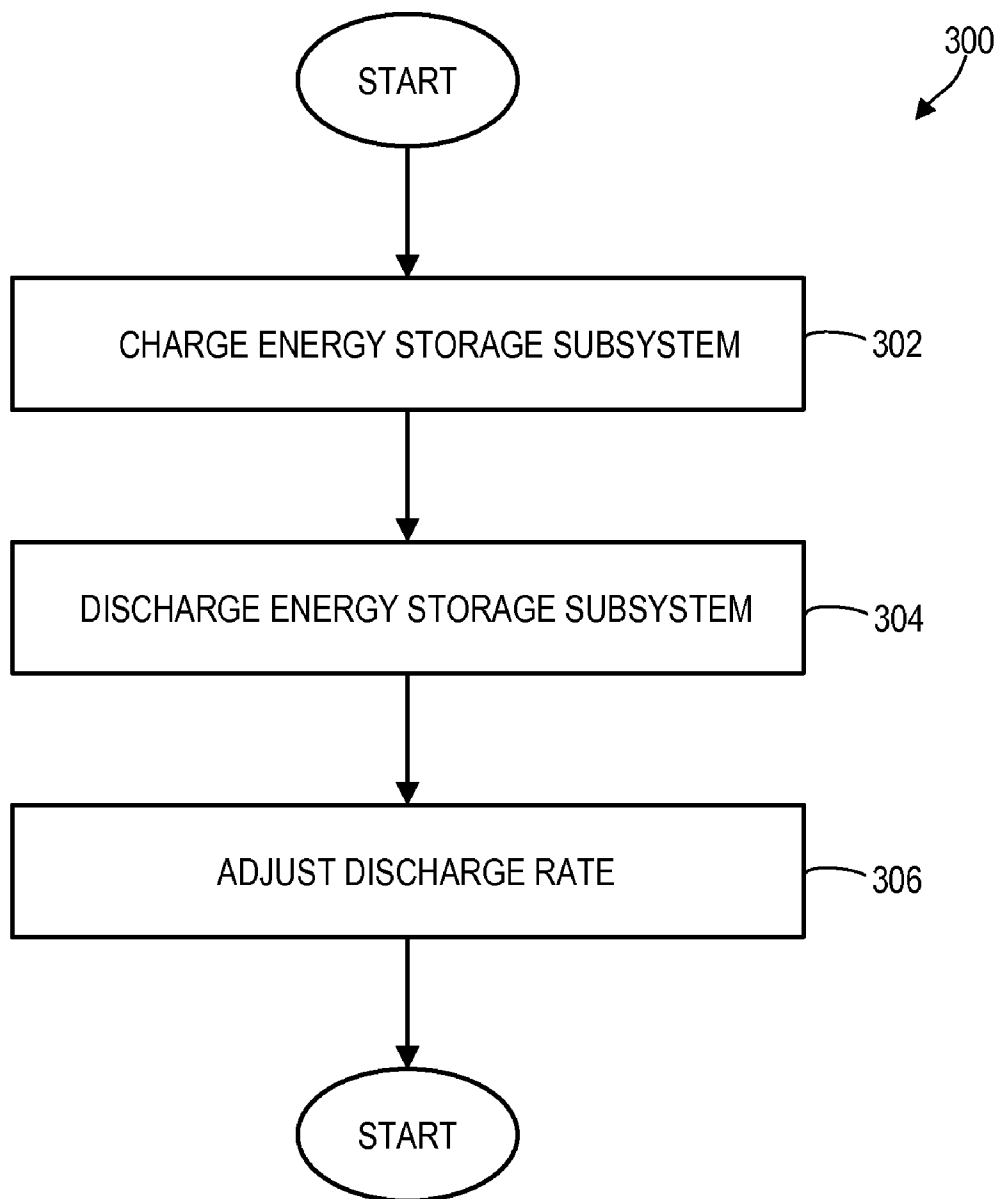 START
300
CHARGE ENERGY STORAGE SUBSYSTEM
302
DISCHARGE ENERGY STORAGE SUBSYSTEM
304
ADJUST DISCHARGE RATE
306
START